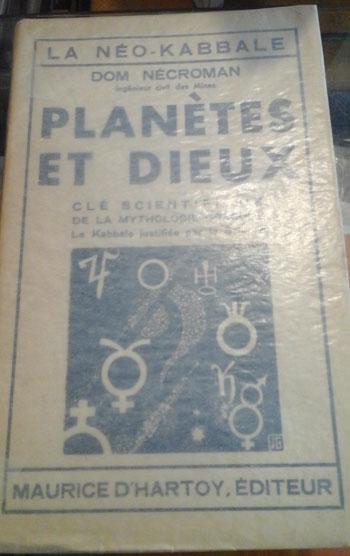 LA NÉO-KABBALE
DOM NÉCROMAN
ingénieur civil des Mines
PLANÈTES
ET DIEUX
CLÉ
DE LA MYTHOLOGIE
La Kabbale justifiée par la
JG
MAURICE D'HARTOY, ÉDITEUR